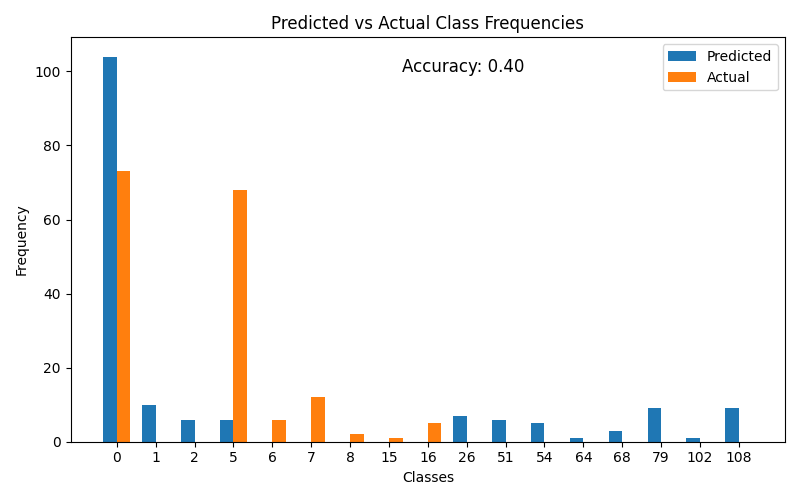 Predicted vs Actual Class Frequencies
Accuracy: 0.40
Predicted
Actual
Frequency
100
80
60
40
20
0
0 1 2 5 6 7 8 15 16 26 51 54 64 68 79 102 108
Classes